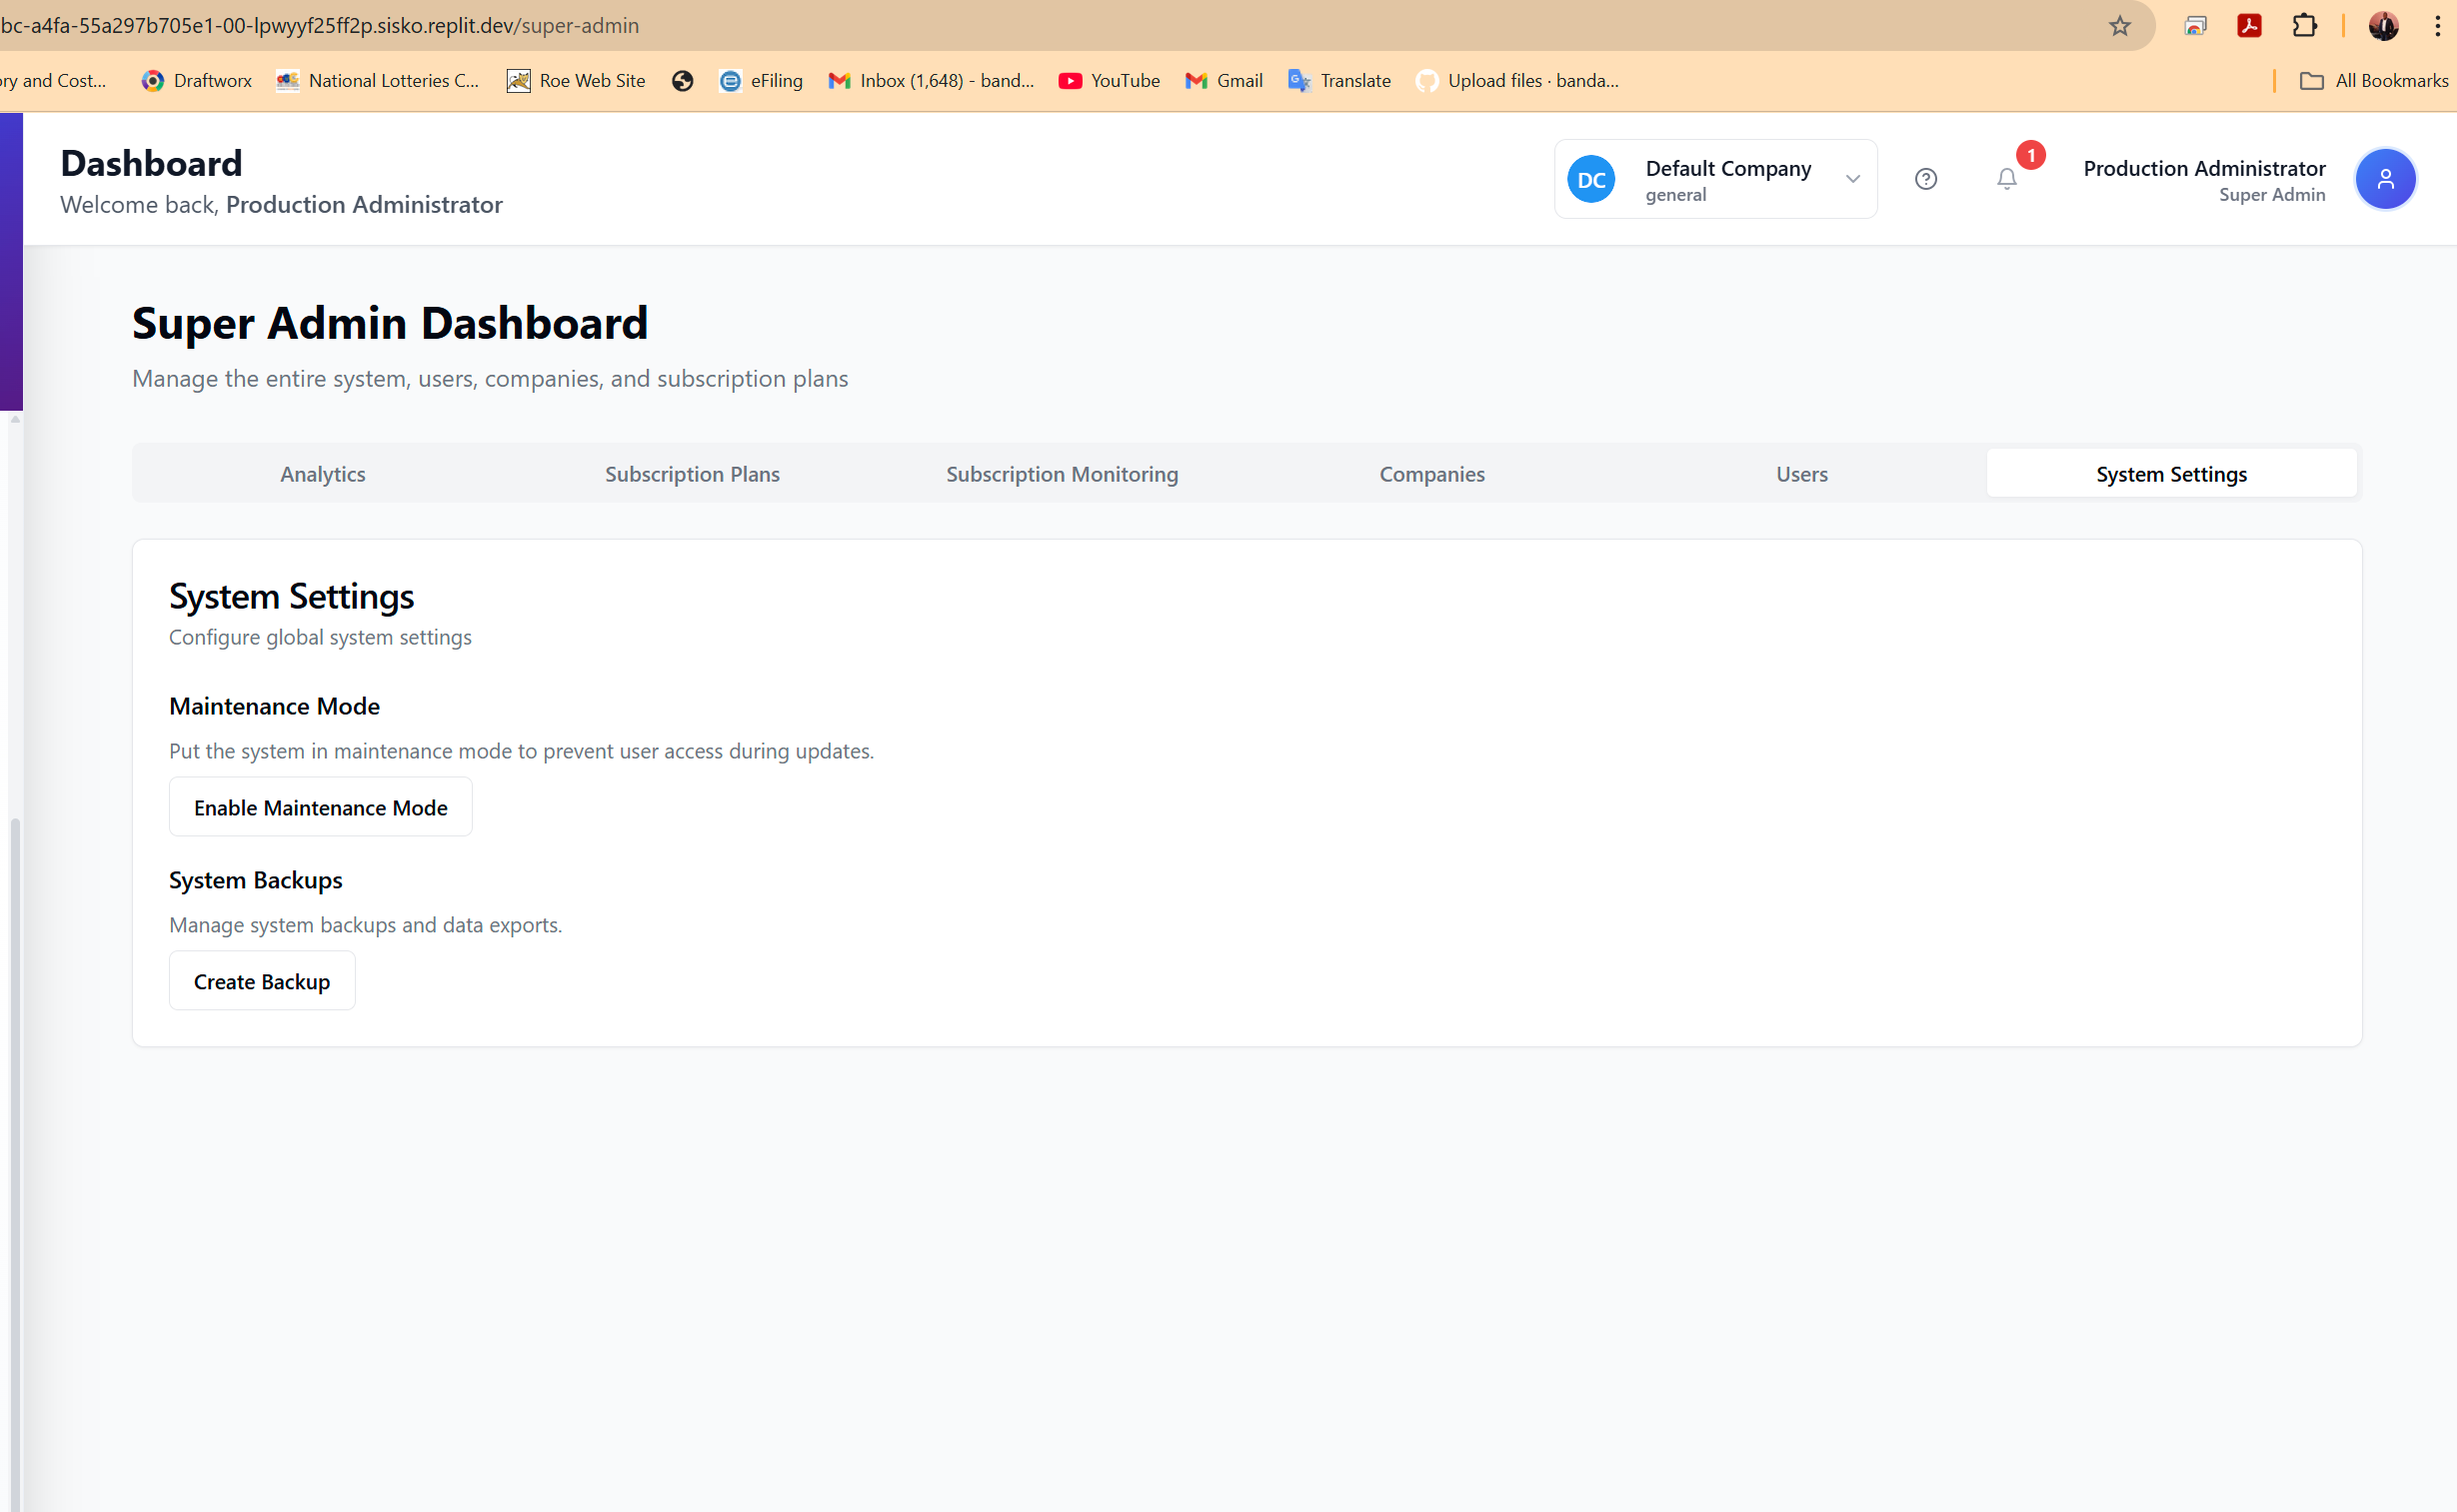 bc-a4fa-55a297b705e1-00-lpwyyf25ff2p.sisko.replit.dev/super-admin
ory and Cost...
Draftworx
National Lotteries C...
Roe Web Site
eFiling
Inbox (1,648) - band...
YouTube
Gmail
Translate
Upload files · banda...
All Bookmarks
Dashboard
Welcome back, Production Administrator
DC
Default Company
general
1
Production Administrator
Super Admin
Super Admin Dashboard
Manage the entire system, users, companies, and subscription plans
Analytics
Subscription Plans
Subscription Monitoring
Companies
Users
System Settings
System Settings
Configure global system settings
Maintenance Mode
Put the system in maintenance mode to prevent user access during updates.
Enable Maintenance Mode
System Backups
Manage system backups and data exports.
Create Backup